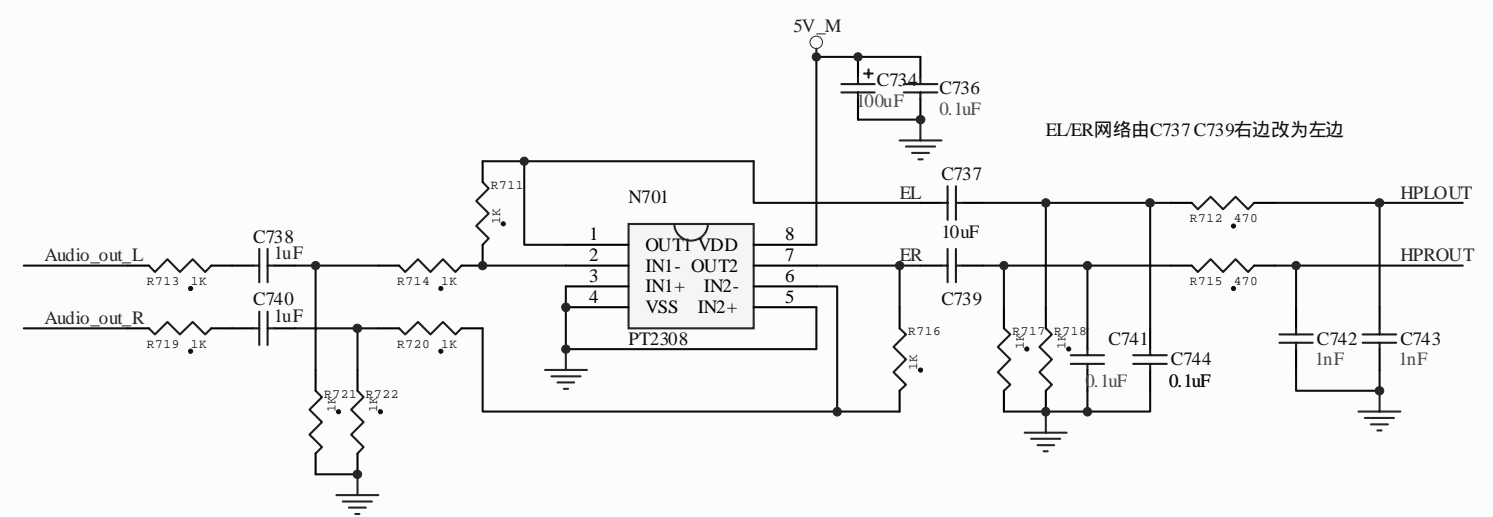 5V_M
+
C734
100uF
C736
0.1uF
EL/ER网络由C737 C739右边改为左边
R711
1K
N701
EL
C737
10uF
R712 470
HPLOUT
1
2
3
4
OUT1 VDD
IN1- OUT2
IN1+ IN2-
VSS IN2+
8
7
6
5
PT2308
Audio_out_L
R713 1K
C738
1uF
R714 1K
ER
C739
R715 470
HPROUT
Audio_out_R
R719 1K
C740
1uF
R720 1K
R716
1K
R717
1K
R718
1K
C741
0.1uF
C744
0.1uF
C742
1nF
C743
1nF
R721
1K
R722
1K